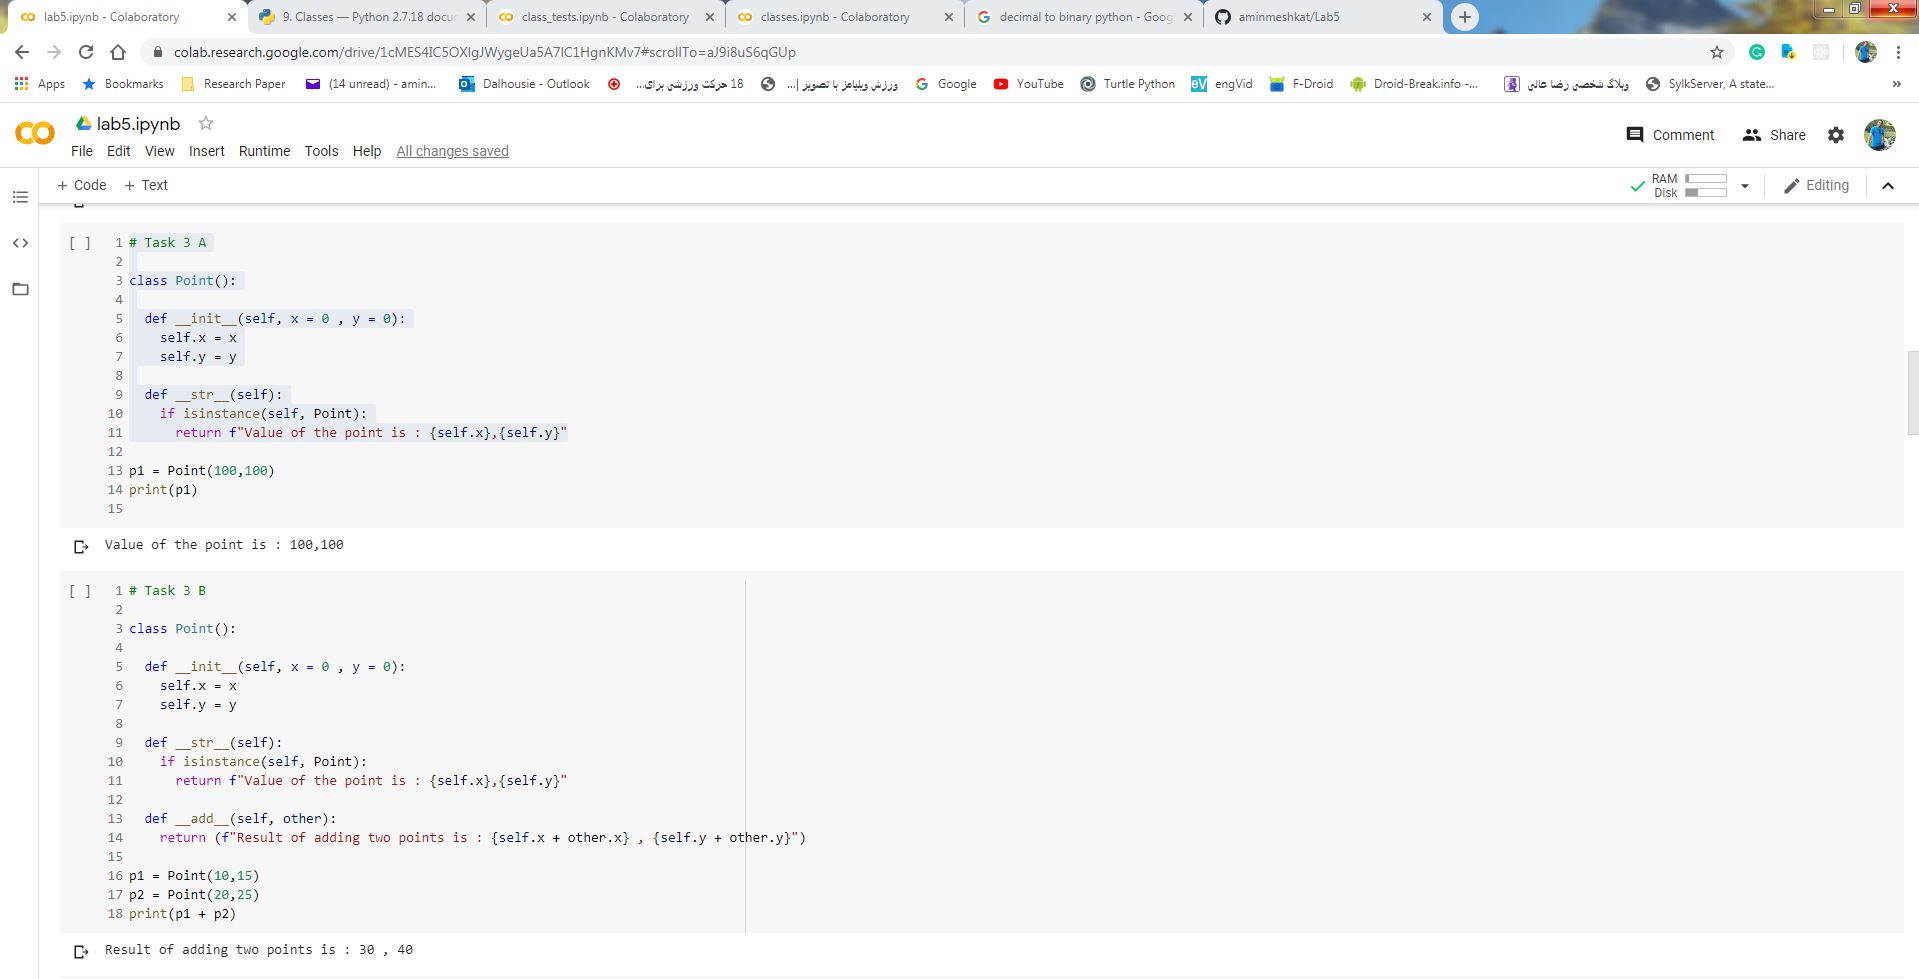 lab5.ipynb - Colaboratory
9. Classes — Python 2.7.18 docu
class_tests.ipynb - Colaboratory
classes.ipynb - Colaboratory
decimal to binary python - Goog
aminmeshkat/Lab5
colab.research.google.com/drive/1cMES4IC5OXlgJWygeUa5A7lC1HgnKMv7#scrollTo=aJ9i8uS6qGUp
Apps
Bookmarks
Research Paper
(14 unread) - amin...
Dalhousie - Outlook
18 حرکت ورزشی برای...
ورزش ویلیامز با تصویر |...
Google
YouTube
Turtle Python
eV engVid
F-Droid
Droid-Break.info -...
وبلاگ شخصی رضا عالی
SylkServer, A state...
»
CO lab5.ipynb
Comment
Share
File Edit View Insert Runtime Tools Help All changes saved
+ Code + Text
RAM
Disk
Editing
[ ] 1 # Task 3 A
2
3 class Point():
4
5 def __init__(self, x = 0 , y = 0):
6 self.x = x
7 self.y = y
8
9 def __str__(self):
10 if isinstance(self, Point):
11 return f"Value of the point is : {self.x},{self.y}"
12
13 p1 = Point(100,100)
14 print(p1)
15
Value of the point is : 100,100
[ ] 1 # Task 3 B
2
3 class Point():
4
5 def __init__(self, x = 0 , y = 0):
6 self.x = x
7 self.y = y
8
9 def __str__(self):
10 if isinstance(self, Point):
11 return f"Value of the point is : {self.x},{self.y}"
12
13 def __add__(self, other):
14 return (f"Result of adding two points is : {self.x + other.x} , {self.y + other.y}")
15
16 p1 = Point(10,15)
17 p2 = Point(20,25)
18 print(p1 + p2)
Result of adding two points is : 30 , 40